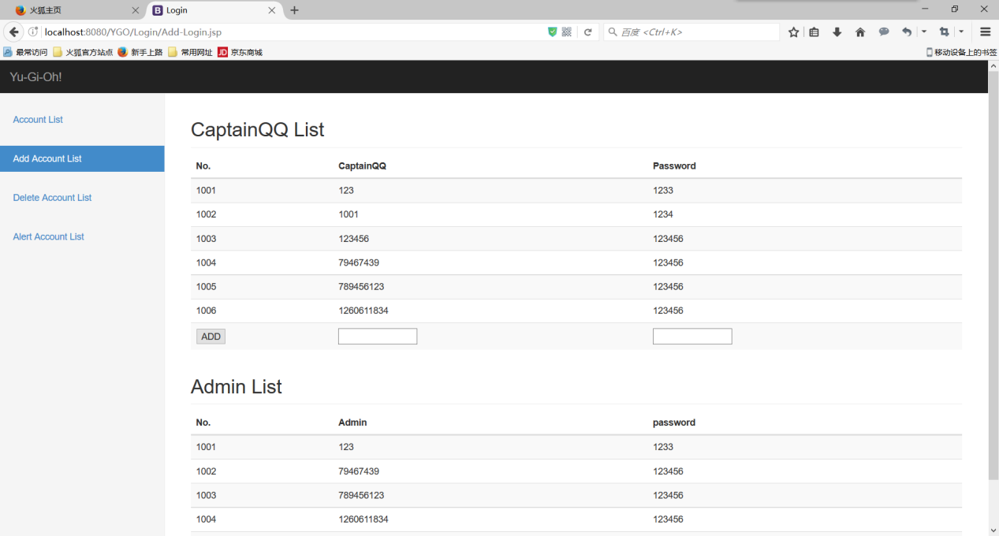 火狐主页
Login
localhost:8080/YGO/Login/Add-Login.jsp
百度 <Ctrl+K>
最常访问 火狐官方站点 新手上路 常用网址 JD 京东商城 移动设备上的书签
Yu-Gi-Oh!
Account List
Add Account List
Delete Account List
Alert Account List
CaptainQQ List
No. CaptainQQ Password
1001 123 1233
1002 1001 1234
1003 123456 123456
1004 79467439 123456
1005 789456123 123456
1006 1260611834 123456
ADD
Admin List
No. Admin password
1001 123 1233
1002 79467439 123456
1003 789456123 123456
1004 1260611834 123456